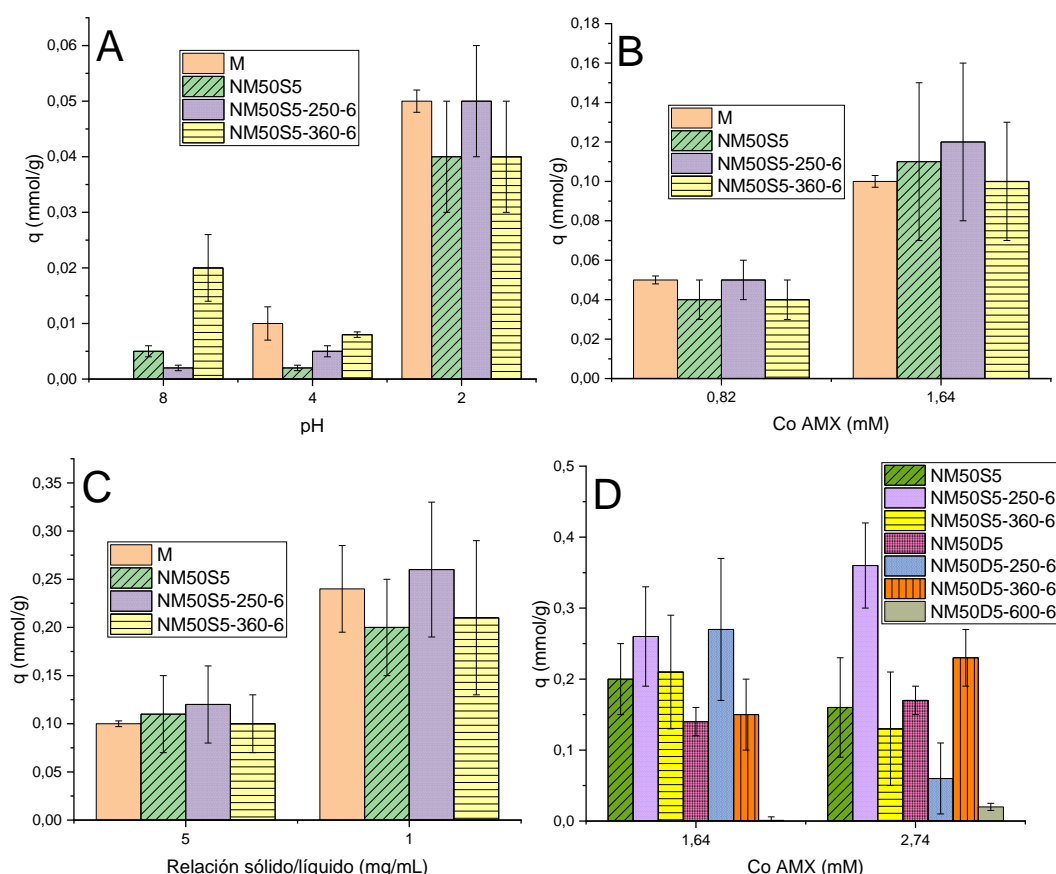 A
M
NM50S5
NM50S5-250-6
NM50S5-360-6
0,06
0,05
0,04
0,03
0,02
0,01
0,00
q (mmol/g)
8 4 2
pH
B
M
NM50S5
NM50S5-250-6
NM50S5-360-6
0,18
0,16
0,14
0,12
0,10
0,08
0,06
0,04
0,02
0,00
q (mmol/g)
0,82 1,64
Co AMX (mM)
C
M
NM50S5
NM50S5-250-6
NM50S5-360-6
0,35
0,30
0,25
0,20
0,15
0,10
0,05
0,00
q (mmol/g)
5 1
Relación sólido/líquido (mg/mL)
D
NM50S5
NM50S5-250-6
NM50S5-360-6
NM50D5
NM50D5-250-6
NM50D5-360-6
NM50D5-600-6
0,5
0,4
0,3
0,2
0,1
0,0
q (mmol/g)
1,64 2,74
Co AMX (mM)